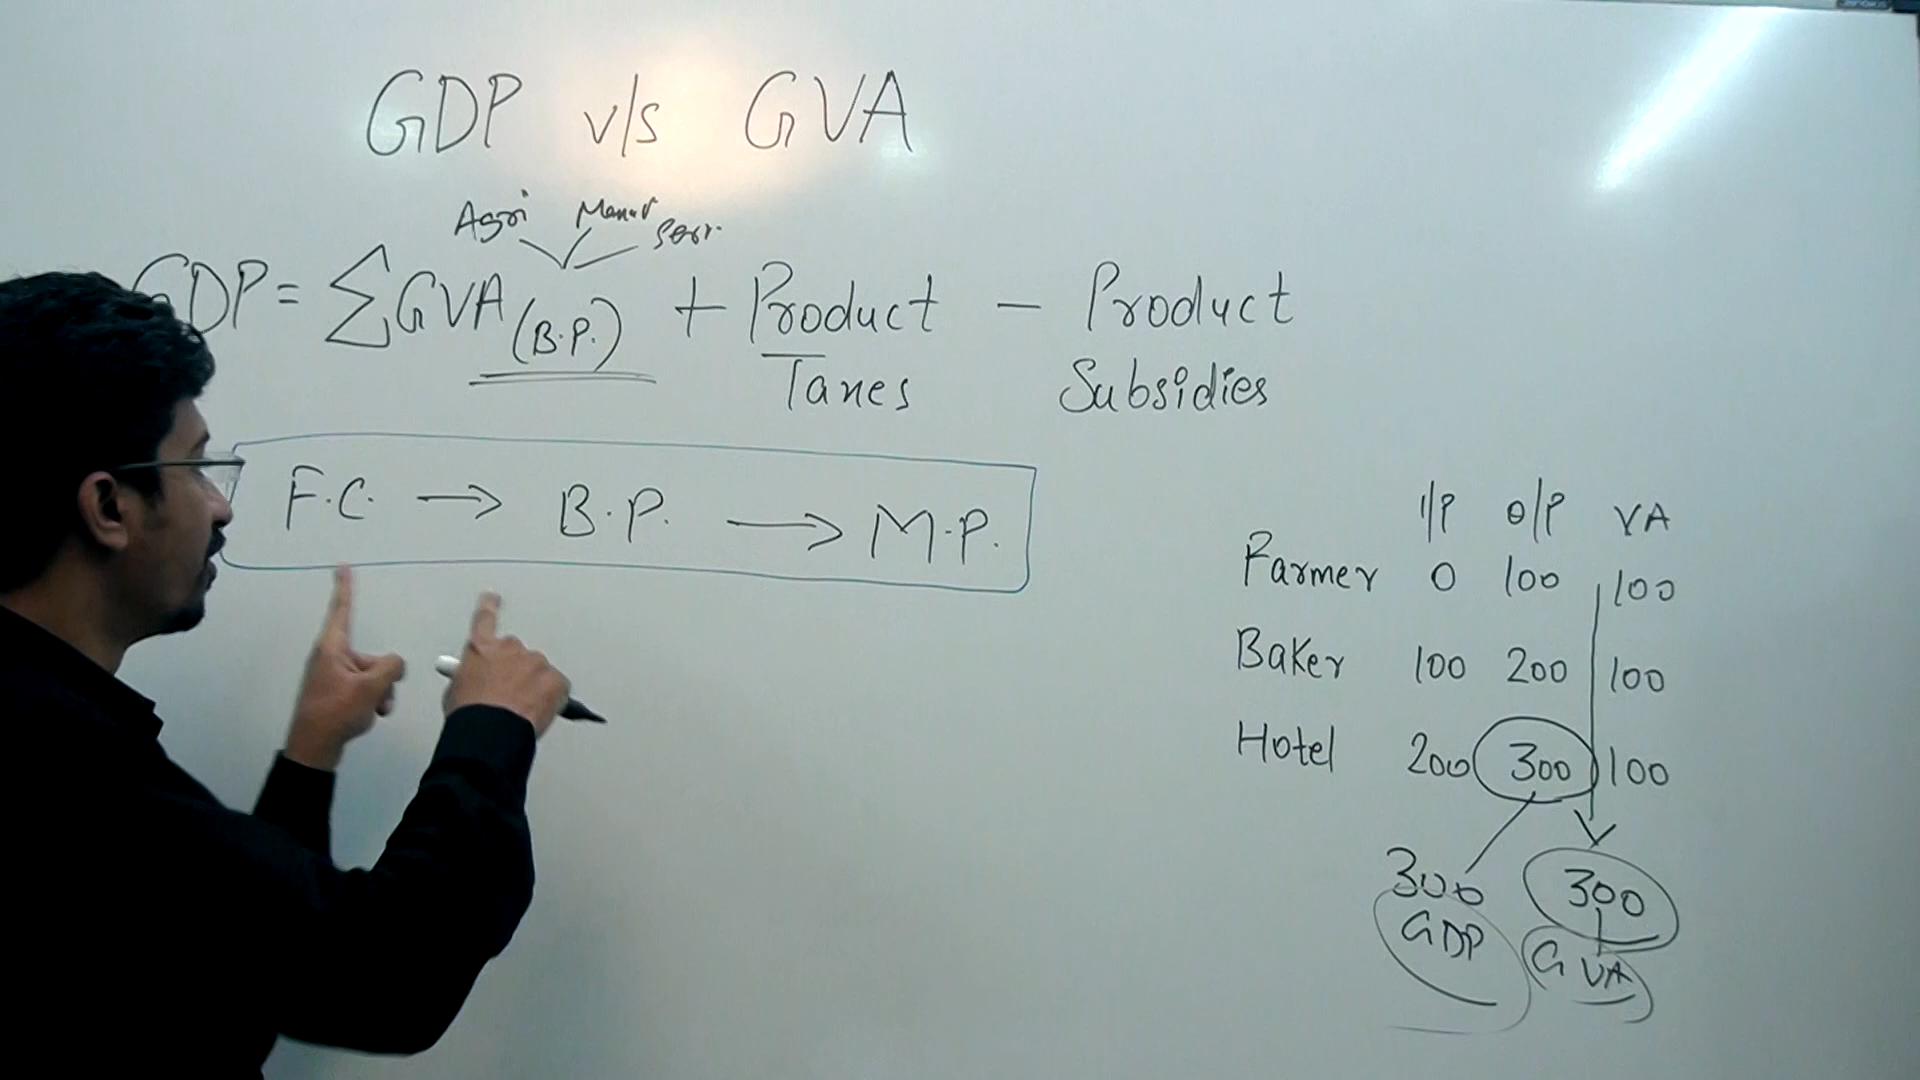 GDP v/s GVA
Agri Manuf Serv.
GDP = ∑GVA (B.P.) + Product Taxes - Product Subsidies
F.C. → B.P. → M.P.
I/P O/P VA
Farmer 0 100 100
Baker 100 200 100
Hotel 200 300 100
300 300
GDP GVA